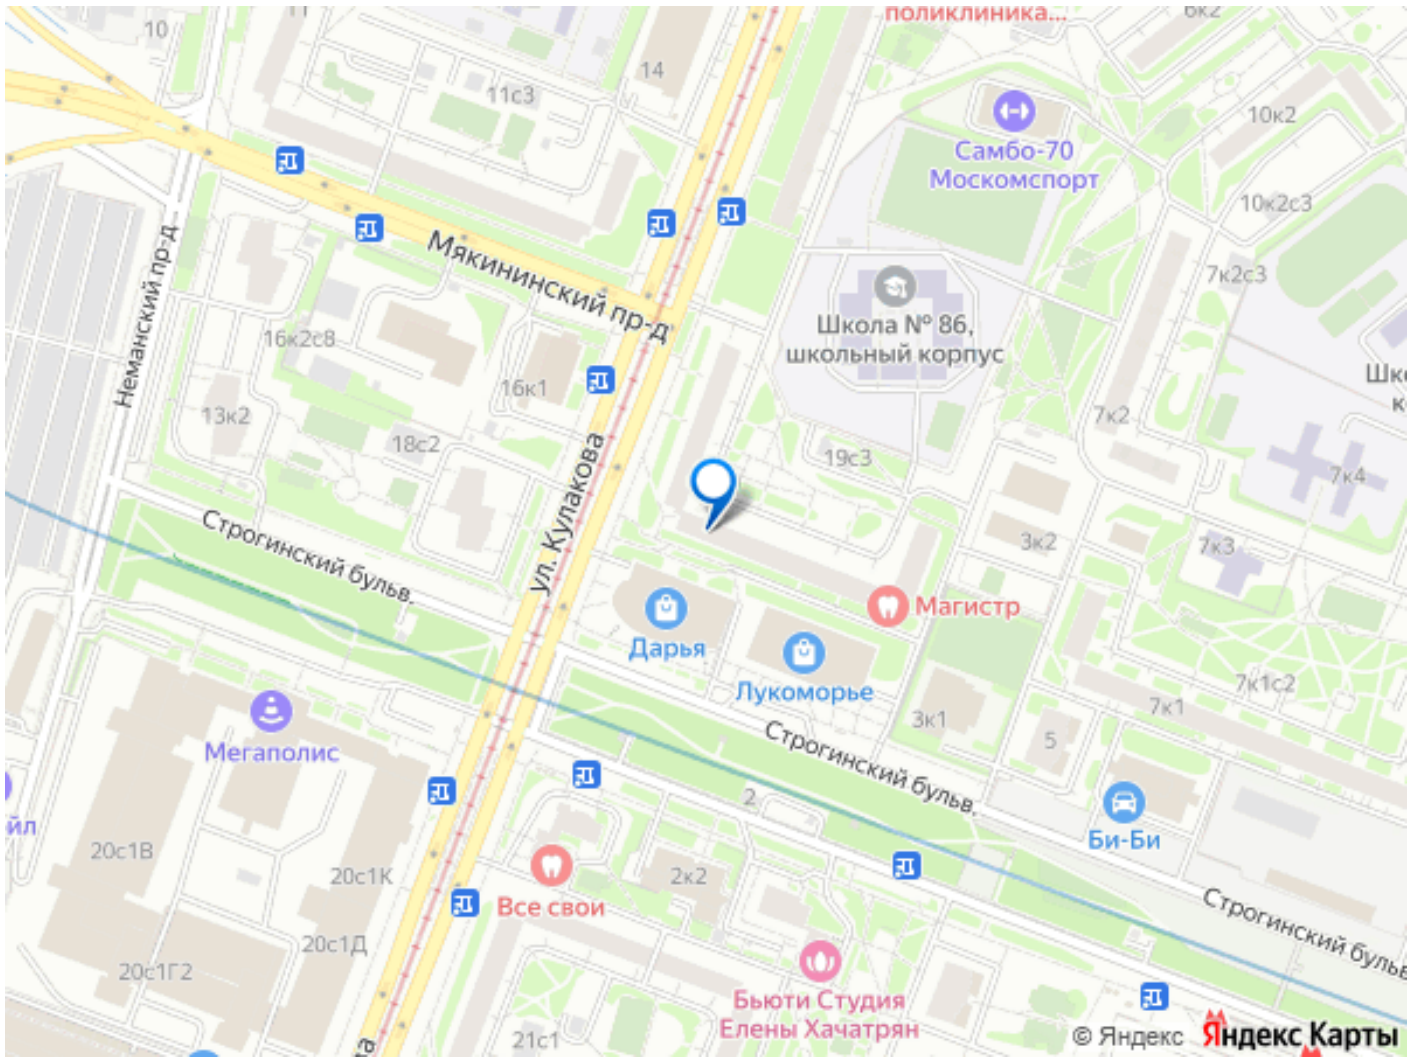 поликлиника...
6к2
10
11
14
11с3
10к2
Самбо-70
Москомспорт
10к2с3
Мякининский пр-д
Неманский пр-д
7к2с3
Школа № 86,
школьный корпус
16к2с8
16к1
13к2
18с2
7к2
19с3
7к4
ул. Кулакова
Строгинский бульв.
3к2
7к3
Магистр
Дарья
Лукоморье
7к1с2
7к1
3к1
5
Мегаполис
Строгинский бульв.
2
Би-Би
20с1В
20с1К
2к2
Все свои
Строгинский бульв
20с1Д
20с1Г2
Бьюти Студия
Елены Хачатрян
21с1
© Яндекс
Яндекс Карты